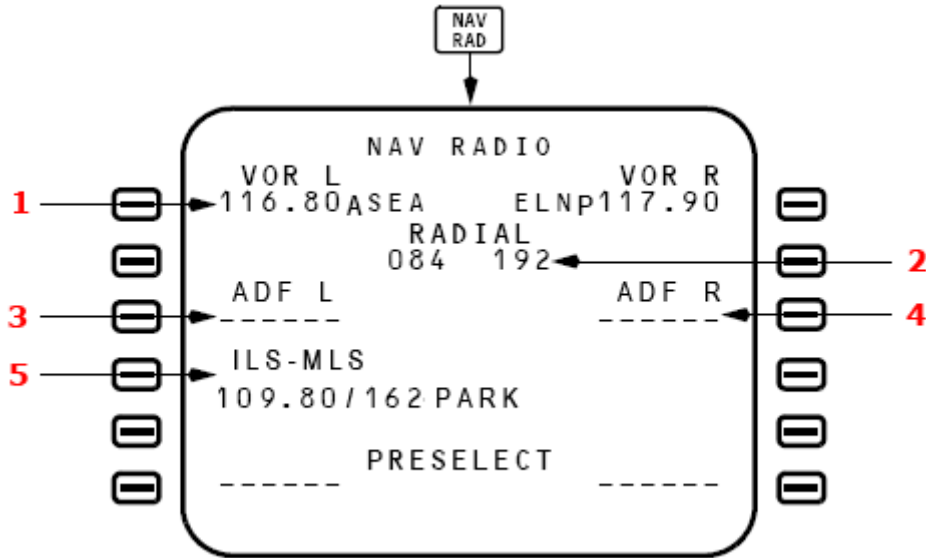 NAV
RAD
NAV RADIO
VOR L VOR R
1 116.80ASEA ELNP117.90
RADIAL
084 192 2
ADF L ADF R
3 ------ ------ 4
ILS-MLS
5
109.80/162 PARK
PRESELECT
------ ------